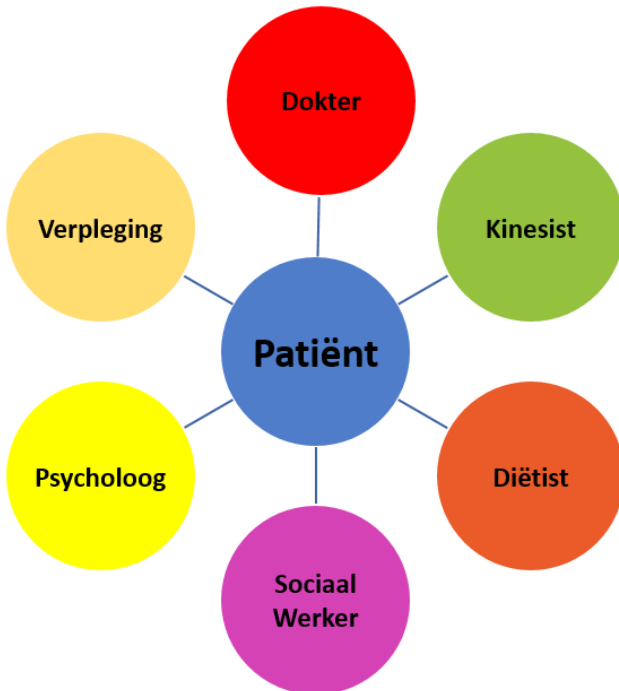 Dokter
Verpleging
Kinesist
Patiënt
Psycholoog
Diëtist
Sociaal
Werker